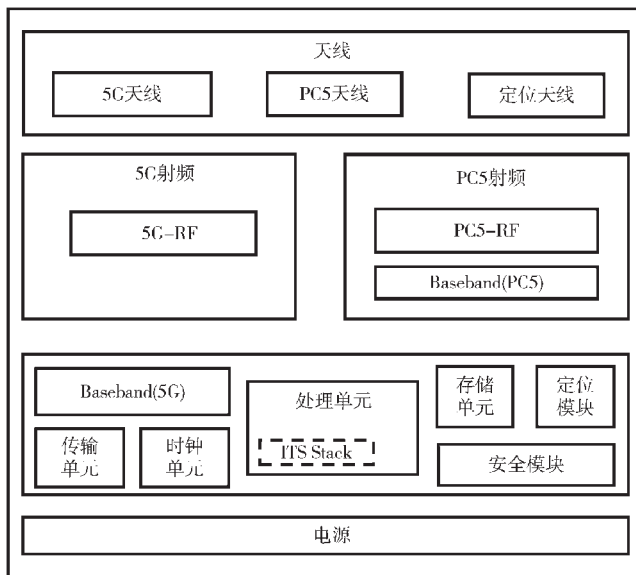 天线
5G天线
PC5天线
定位天线
5G射频
5G-RF
PC5射频
PC5-RF
Baseband(PC5)
Baseband(5G)
传输
单元
时钟
单元
处理单元
ITS Stack
存储
单元
定位
模块
安全模块
电源